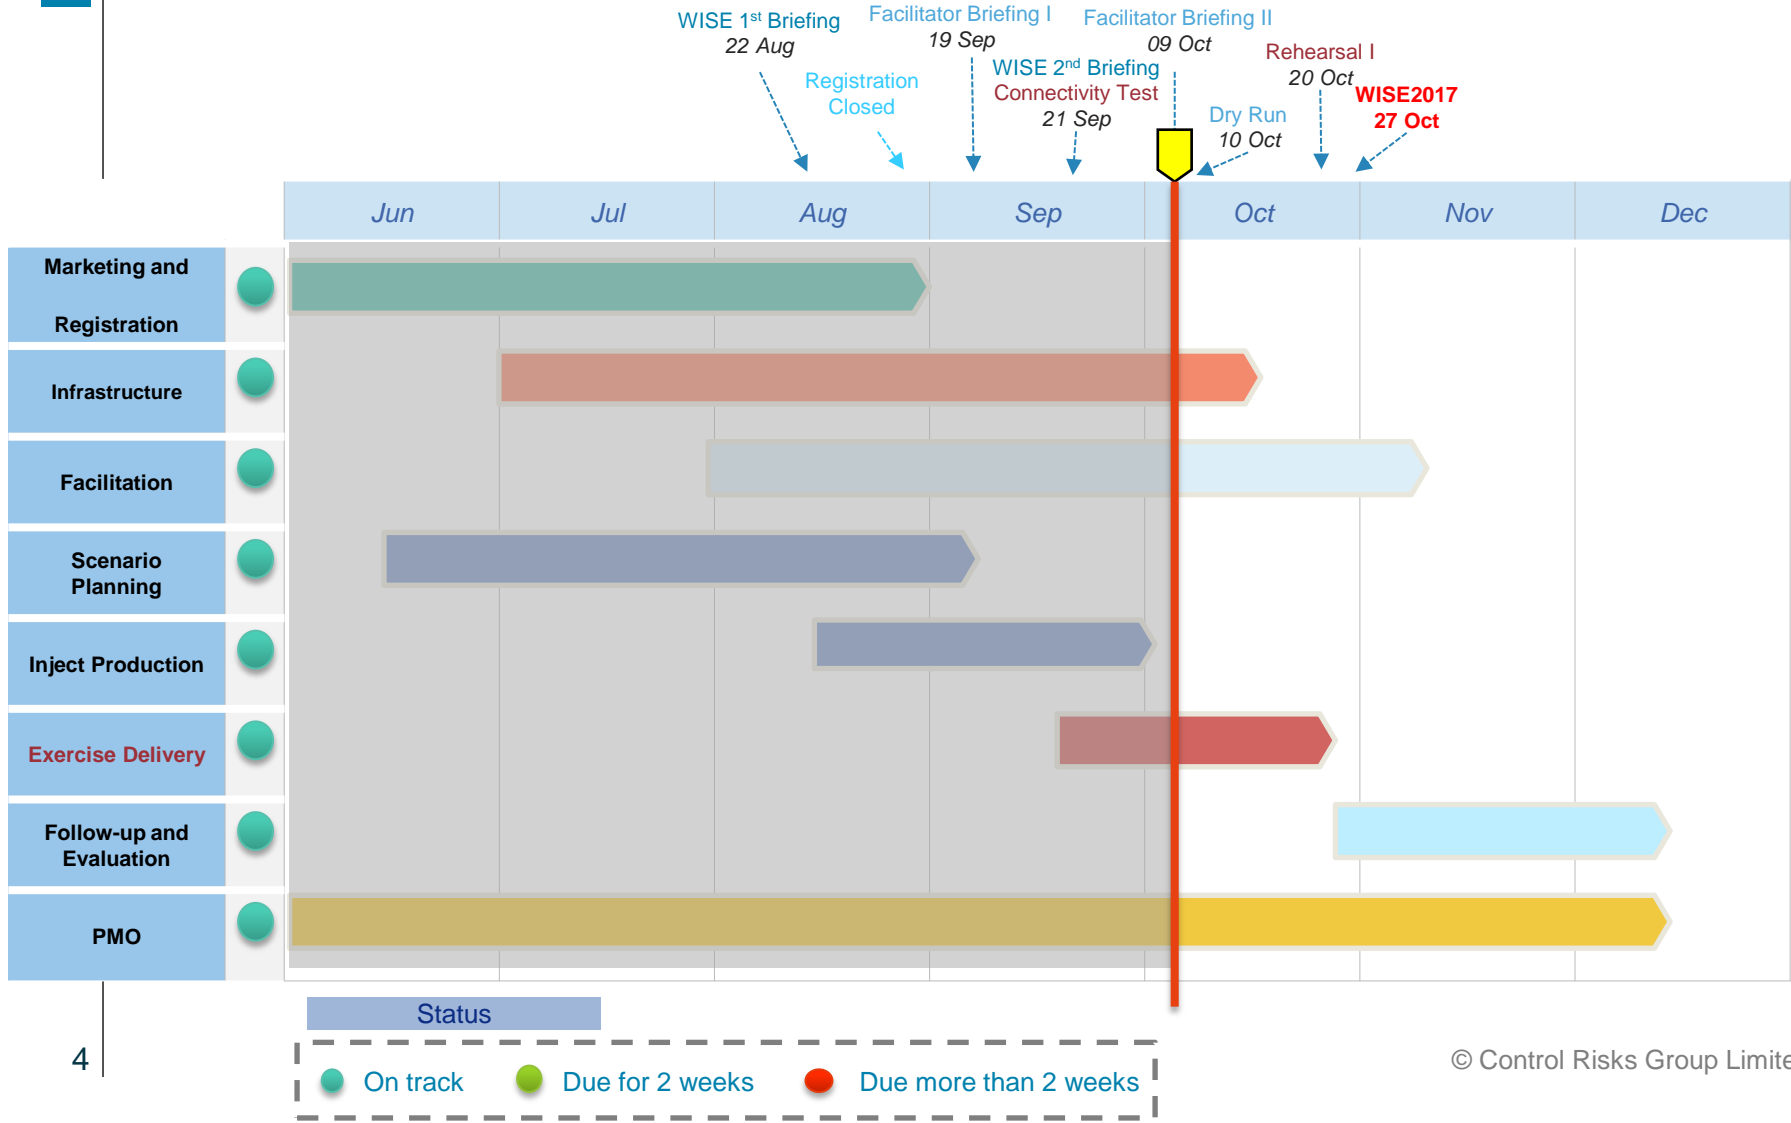 WISE 1st Briefing
22 Aug
Facilitator Briefing I
19 Sep
Facilitator Briefing II
09 Oct
Registration
Closed
WISE 2nd Briefing
Connectivity Test
21 Sep
Dry Run
10 Oct
Rehearsal I
20 Oct
WISE2017
27 Oct
Jun
Jul
Aug
Sep
Oct
Nov
Dec
Marketing and
Registration
Infrastructure
Facilitation
Scenario
Planning
Inject Production
Exercise Delivery
Follow-up and
Evaluation
PMO
Status
On track
Due for 2 weeks
Due more than 2 weeks
4
© Control Risks Group Limite